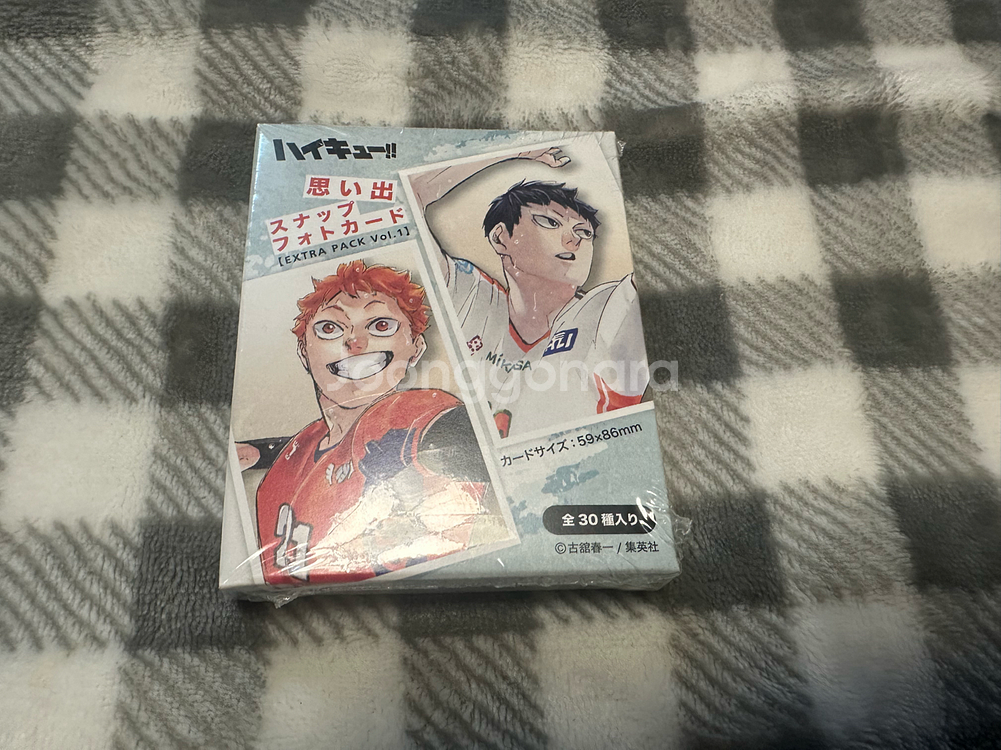 ハイキュー!!
思い出
スナップ
フォトカード
[EXTRA PACK Vol.1]
MIKASA
カードサイズ：59×86mm
全30種入り
©古舘春一/集英社
Joonggonara